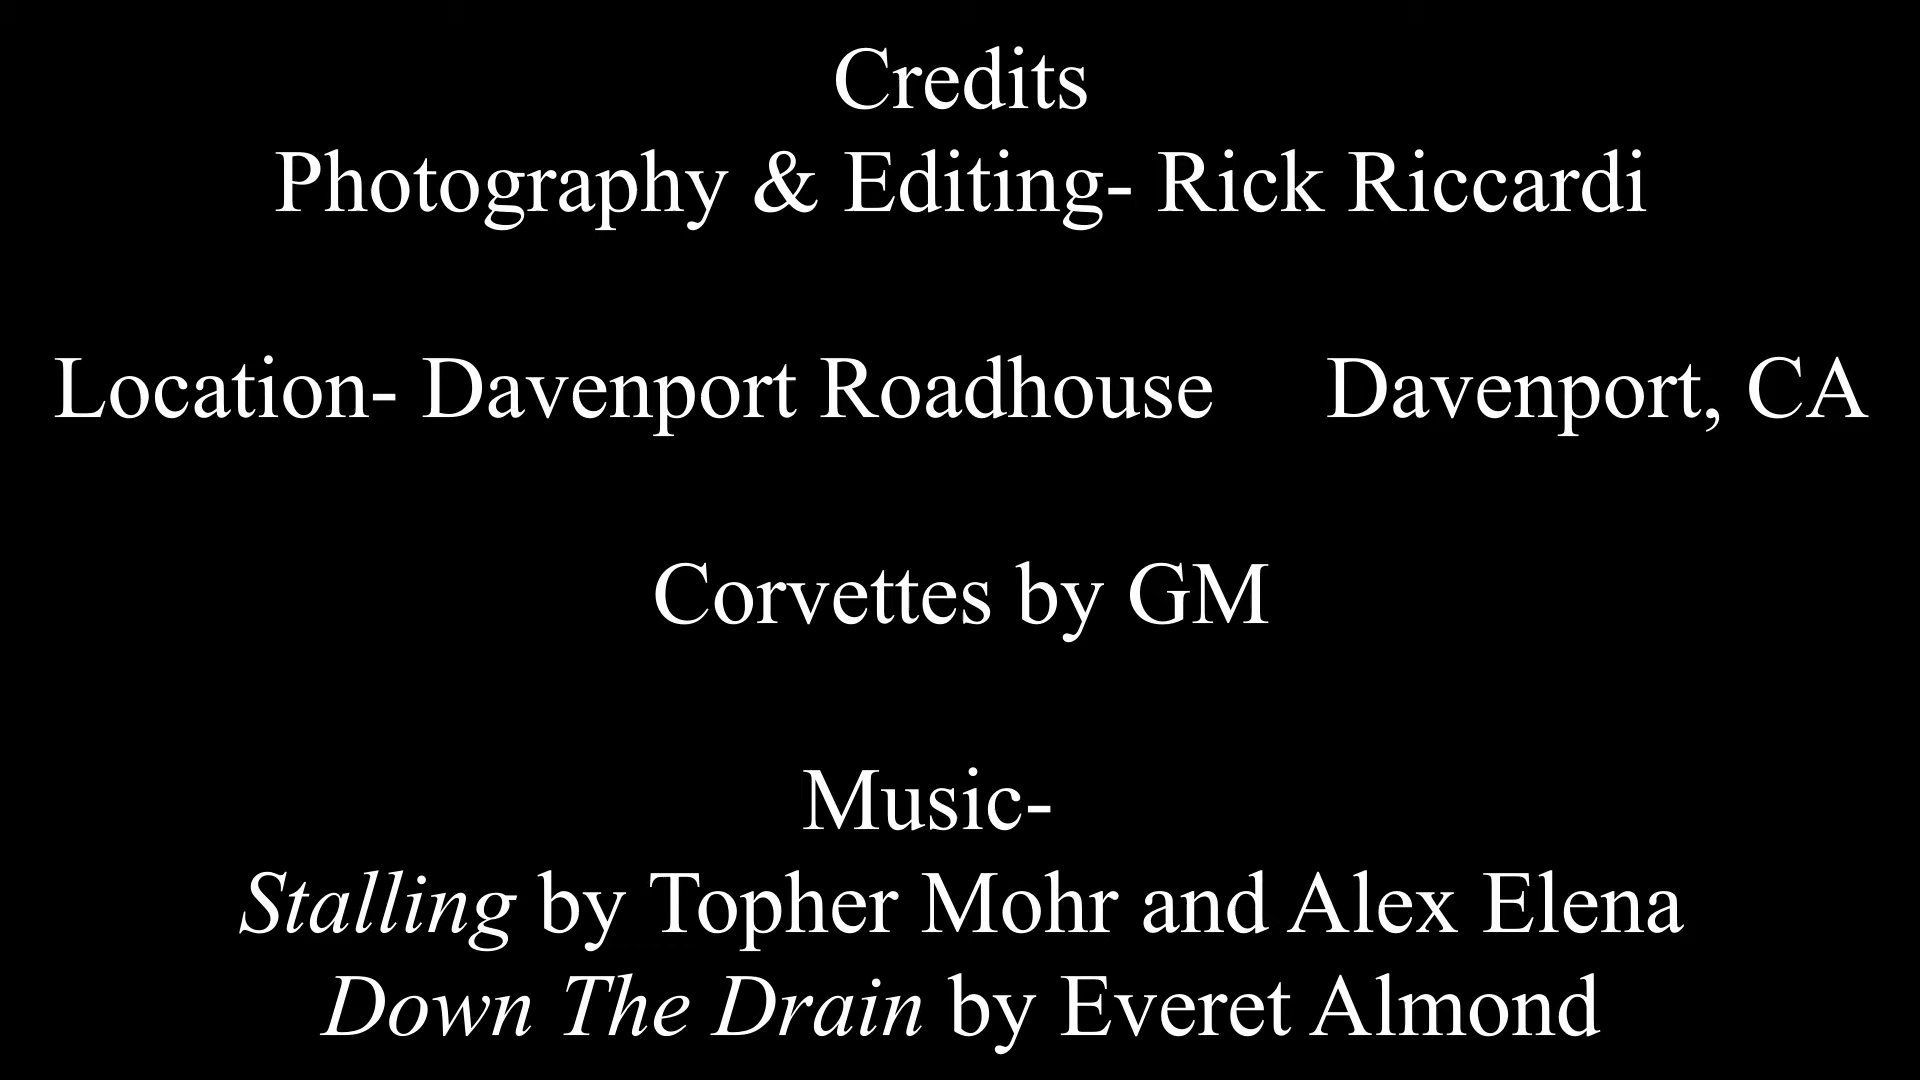 Credits
Photography & Editing- Rick Riccardi
Location- Davenport Roadhouse Davenport, CA
Corvettes by GM
Music-
Stalling by Topher Mohr and Alex Elena
Down The Drain by Everet Almond